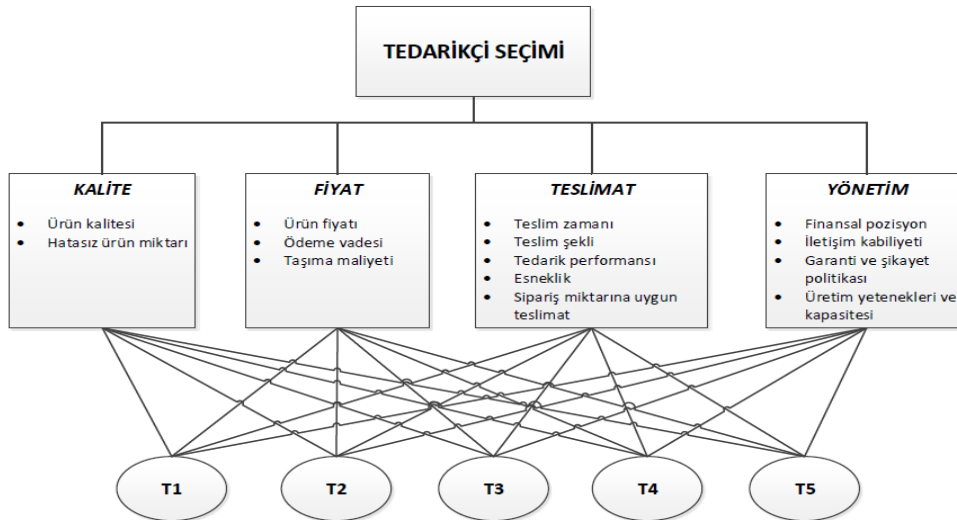 TEDARİKÇİ SEÇİMİ
KALİTE
• Ürün kalitesi
• Hatasız ürün miktarı
FİYAT
• Ürün fiyatı
• Ödeme vadesi
• Taşıma maliyeti
TESLİMAT
• Teslim zamanı
• Teslim şekli
• Tedarik performansı
• Esneklik
• Sipariş miktarına uygun
teslimat
YÖNETİM
• Finansal pozisyon
• İletişim kabiliyeti
• Garanti ve şikayet
politikası
• Üretim yetenekleri ve
kapasitesi
T1
T2
T3
T4
T5